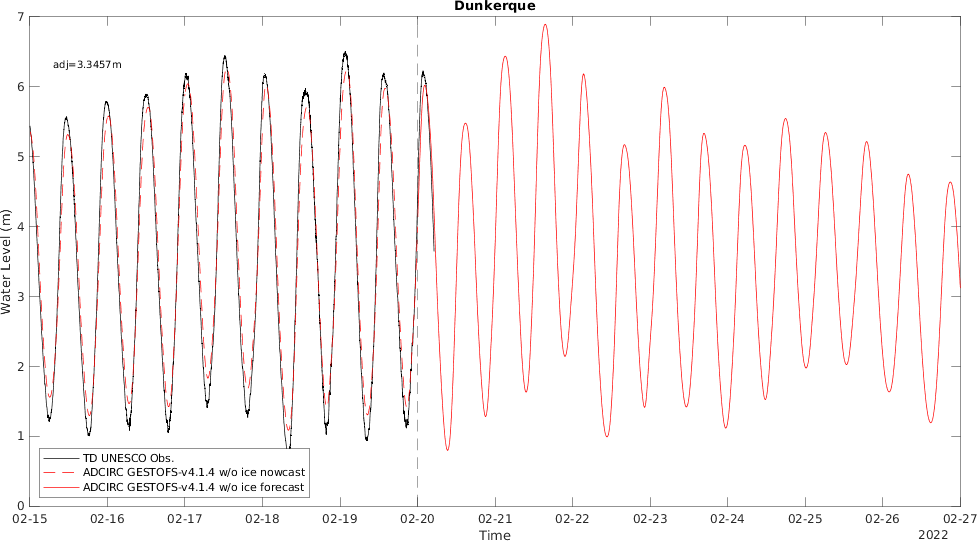 Dunkerque
7
adj=3.3457m
6
5
4
3
2
1
0
Water Level (m)
TD UNESCO Obs.
ADCIRC GESTOFS-v4.1.4 w/o ice nowcast
ADCIRC GESTOFS-v4.1.4 w/o ice forecast
02-15 02-16 02-17 02-18 02-19 02-20 02-21 02-22 02-23 02-24 02-25 02-26 02-27
Time
2022